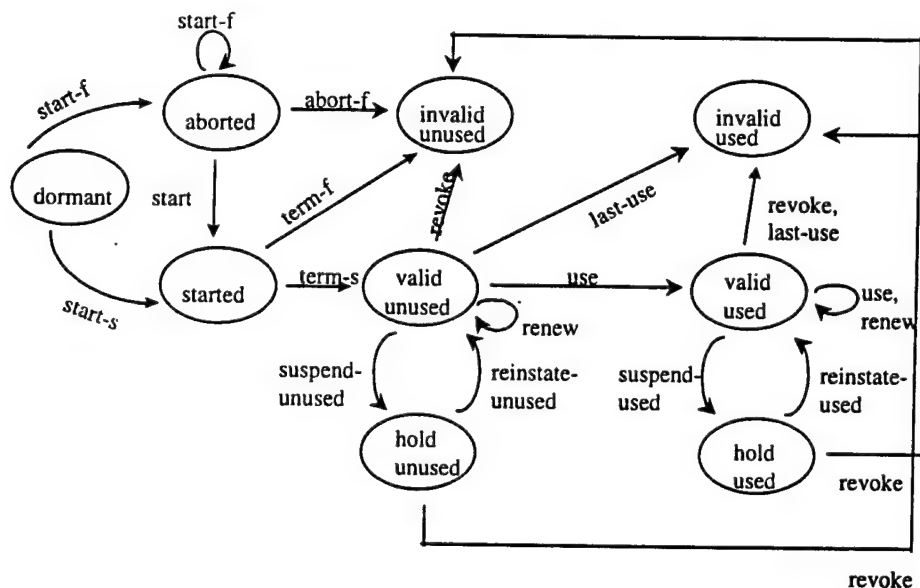 start-f
start-f
aborted
abort-f
invalid
unused
invalid
used
dormant
start
term-f
revoke
last-use
revoke,
last-use
start-s
started
term-s
valid
unused
use
valid
used
use,
renew
renew
suspend-
unused
reinstate-
unused
suspend-
used
reinstate-
used
hold
unused
hold
used
revoke
revoke